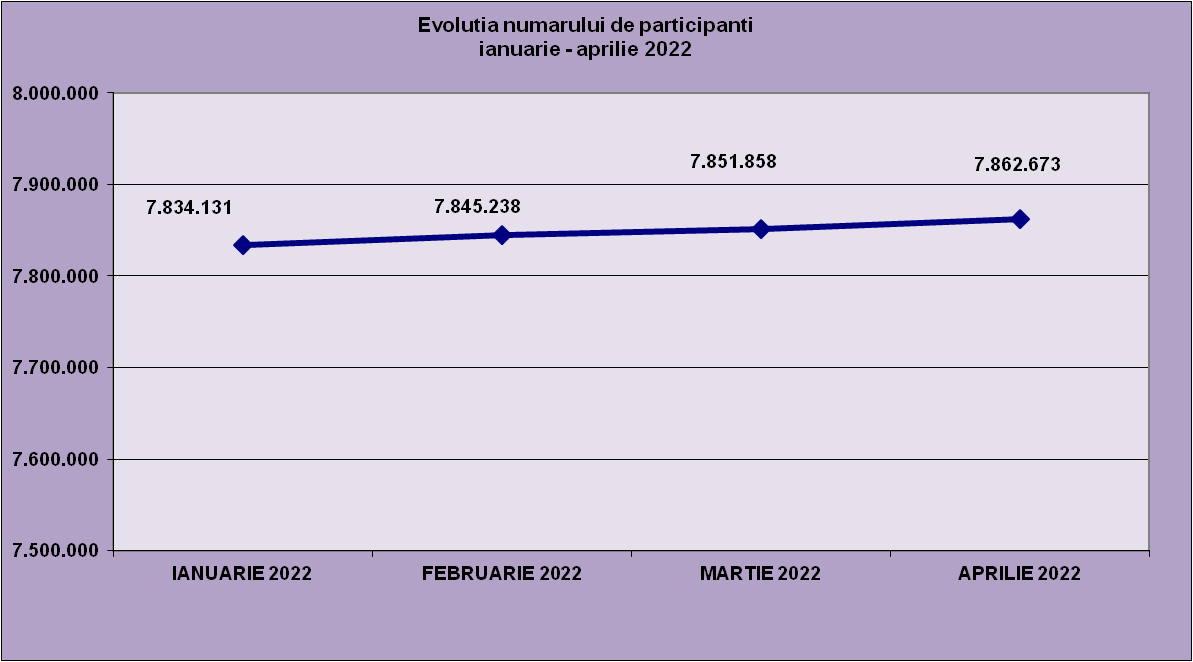 Evolutia numarului de participanti
ianuarie - aprilie 2022
8.000.000
7.900.000
7.800.000
7.700.000
7.600.000
7.500.000
7.834.131
7.845.238
7.851.858
7.862.673
IANUARIE 2022
FEBRUARIE 2022
MARTIE 2022
APRILIE 2022